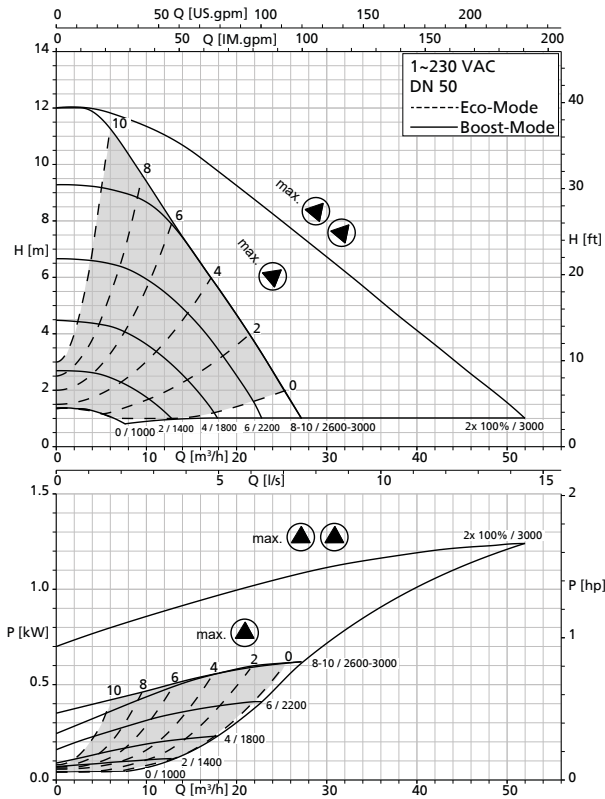 0 50 Q [US.gpm] 100 150 200
0 50 Q [IM.gpm] 100 150 200
14
12
10
8
H [m]
6
4
2
0
40
30
H [ft]
20
10
0
1~230 VAC
DN 50
Eco-Mode
Boost-Mode
10
8
6
4
2
0
max.
max.
0 / 1000
2 / 1400
4 / 1800
6 / 2200
8-10 / 2600-3000
2x 100% / 3000
Q [m³/h]
10 20 30 40 50
0 5 Q [l/s] 10 15
1.5
1.0
P [kW]
0.5
0.0
2
P [hp]
1
0
max.
2x 100% / 3000
max.
10 8 6 4 2 0
8-10 / 2600-3000
6 / 2200
4 / 1800
2 / 1400
0 / 1000
Q [m³/h]
0 10 20 30 40 50